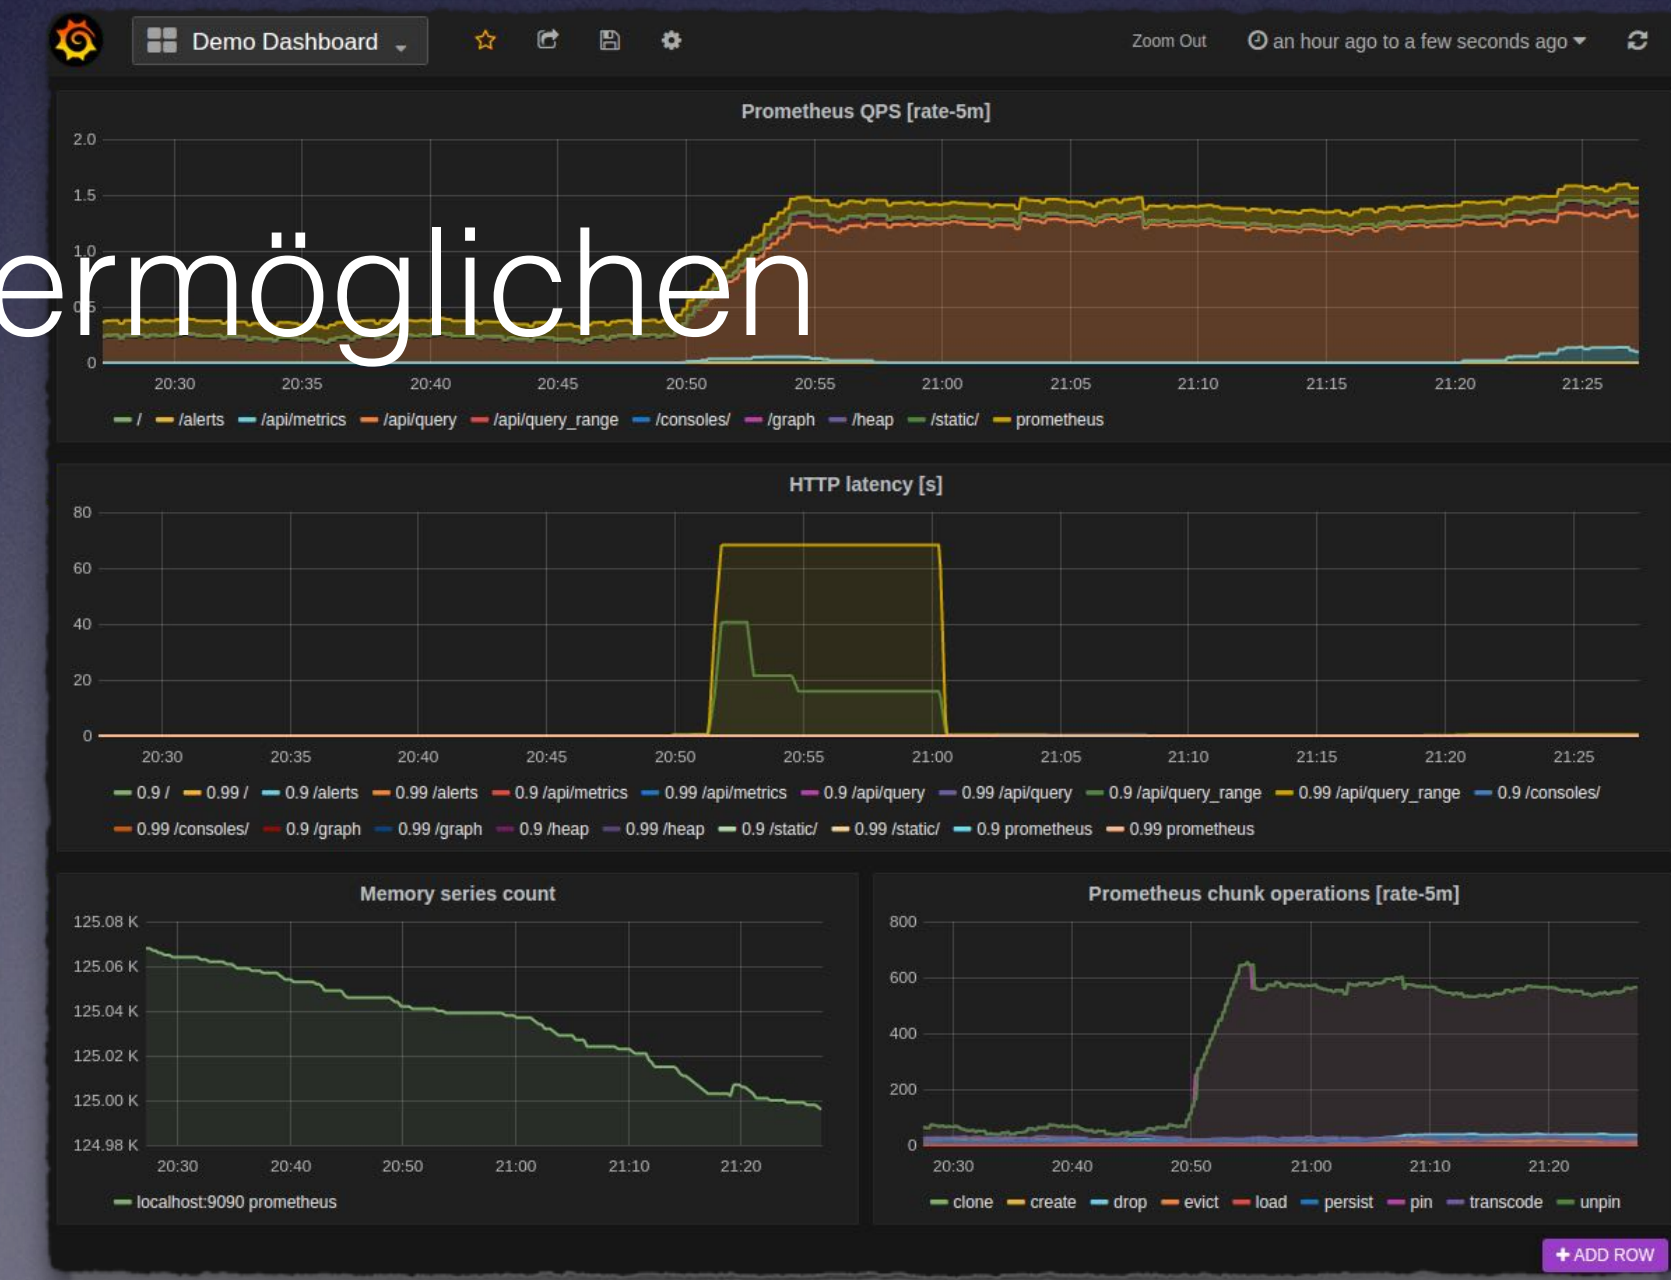 Demo Dashboard
Zoom Out an hour ago to a few seconds ago
Prometheus QPS [rate-5m]
2.0
1.5
1.0
0.5
0
ermöglichen
20:30 20:35 20:40 20:45 20:50 20:55 21:00 21:05 21:10 21:15 21:20 21:25
/ /alerts /api/metrics /api/query /api/query_range /consoles/ /graph /heap /static/ prometheus
HTTP latency [s]
80
60
40
20
0
20:30 20:35 20:40 20:45 20:50 20:55 21:00 21:05 21:10 21:15 21:20 21:25
0.9 / 0.99 / 0.9 /alerts 0.99 /alerts 0.9 /api/metrics 0.99 /api/metrics 0.9 /api/query 0.99 /api/query 0.9 /api/query_range 0.99 /api/query_range 0.9 /consoles/
0.99 /consoles/ 0.9 /graph 0.99 /graph 0.9 /heap 0.99 /heap 0.9 /static/ 0.99 /static/ 0.9 prometheus 0.99 prometheus
Memory series count
125.08 K
125.06 K
125.04 K
125.02 K
125.00 K
124.98 K
20:30 20:40 20:50 21:00 21:10 21:20
localhost:9090 prometheus
Prometheus chunk operations [rate-5m]
800
600
400
200
0
20:30 20:40 20:50 21:00 21:10 21:20
clone create drop evict load persist pin transcode unpin
+ ADD ROW